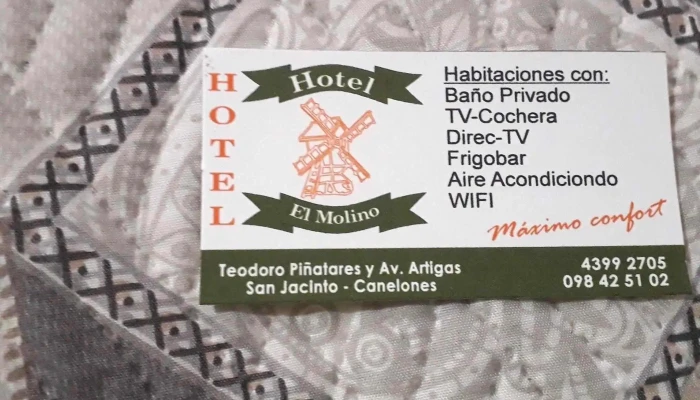 HOTEL
Hotel
El Molino
Habitaciones con:
Baño Privado
TV-Cochera
Direc-TV
Frigobar
Aire Acondiciondo
WIFI
Máximo confort
Teodoro Piñatares y Av. Artigas
San Jacinto - Canelones
4399 2705
098 42 51 02